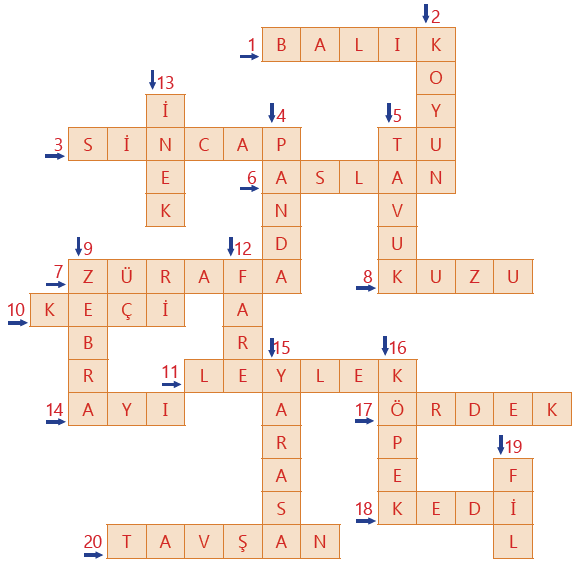 2
1 B A L I K
O
13
İ Y
4 5
3 S İ N C A P T U
E 6 A S L A N
K N V
D U
9 12
7 Z Ü R A F A 8 K U Z U
10 K E Ç İ A
B R 15 16
R 11 L E Y L E K
14 A Y I A 17 Ö R D E K
R P 19
A E F
S 18 K E D İ
20 T A V Ş A N L